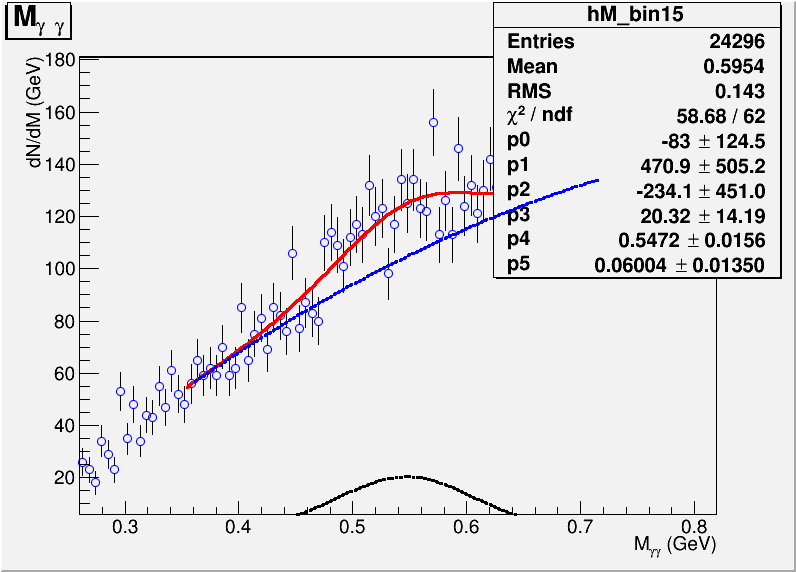 Mγ γ
hM_bin15
Entries 24296
Mean 0.5954
RMS 0.143
χ² / ndf 58.68 / 62
p0 -83 ± 124.5
p1 470.9 ± 505.2
p2 -234.1 ± 451.0
p3 20.32 ± 14.19
p4 0.5472 ± 0.0156
p5 0.06004 ± 0.01350
dN/dM (GeV)
180
160
140
120
100
80
60
40
20
0.3 0.4 0.5 0.6 0.7 0.8
Mγγ (GeV)